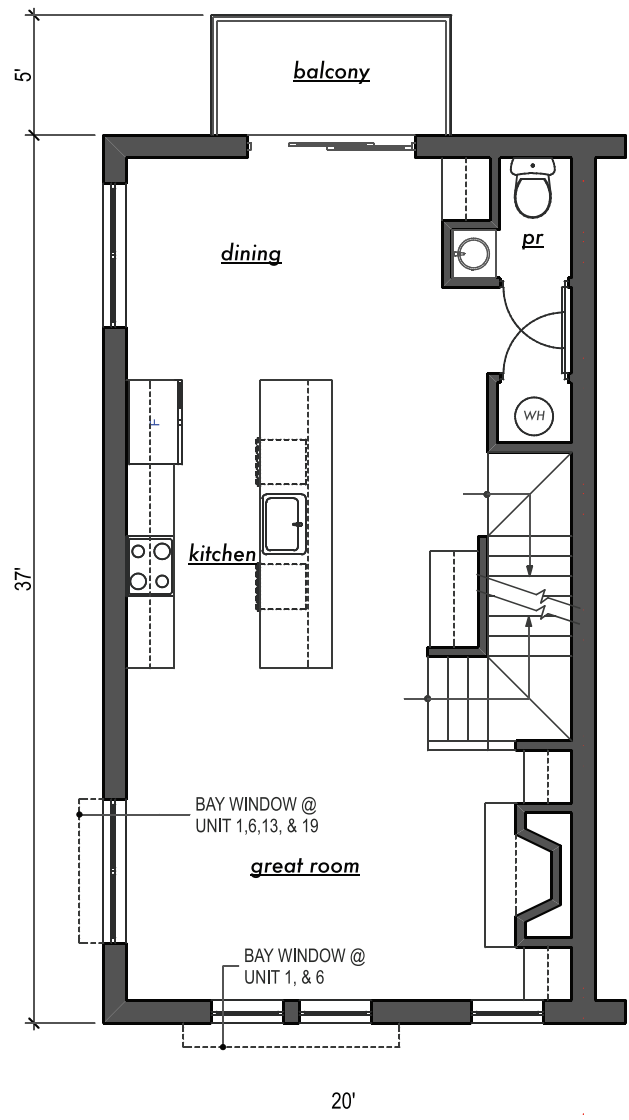 5'
balcony
dining
pr
WH
F
kitchen
37'
BAY WINDOW @
UNIT 1,6,13, & 19
great room
BAY WINDOW @
UNIT 1, & 6
20'